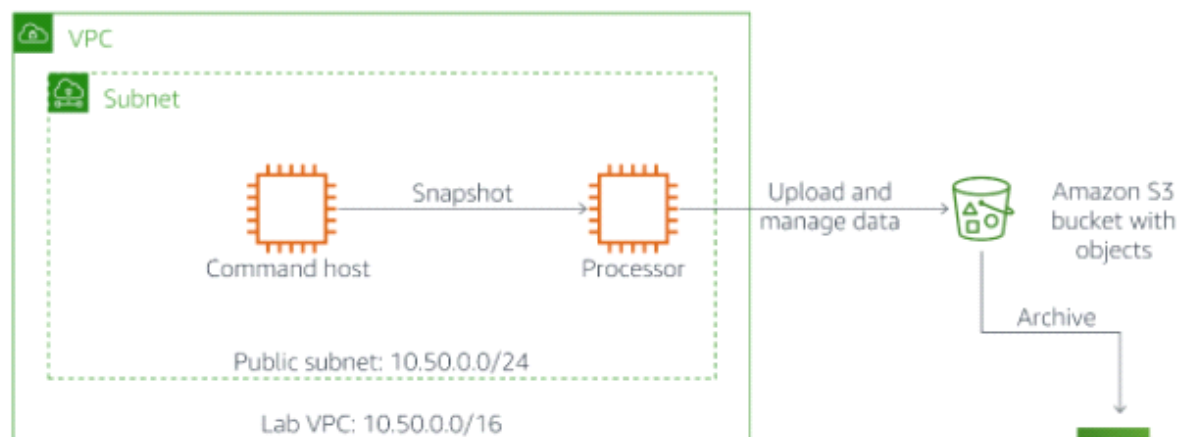 VPC
Subnet
Snapshot
Command host
Processor
Upload and
manage data
Amazon S3
bucket with
objects
Archive
Public subnet: 10.50.0.0/24
Lab VPC: 10.50.0.0/16